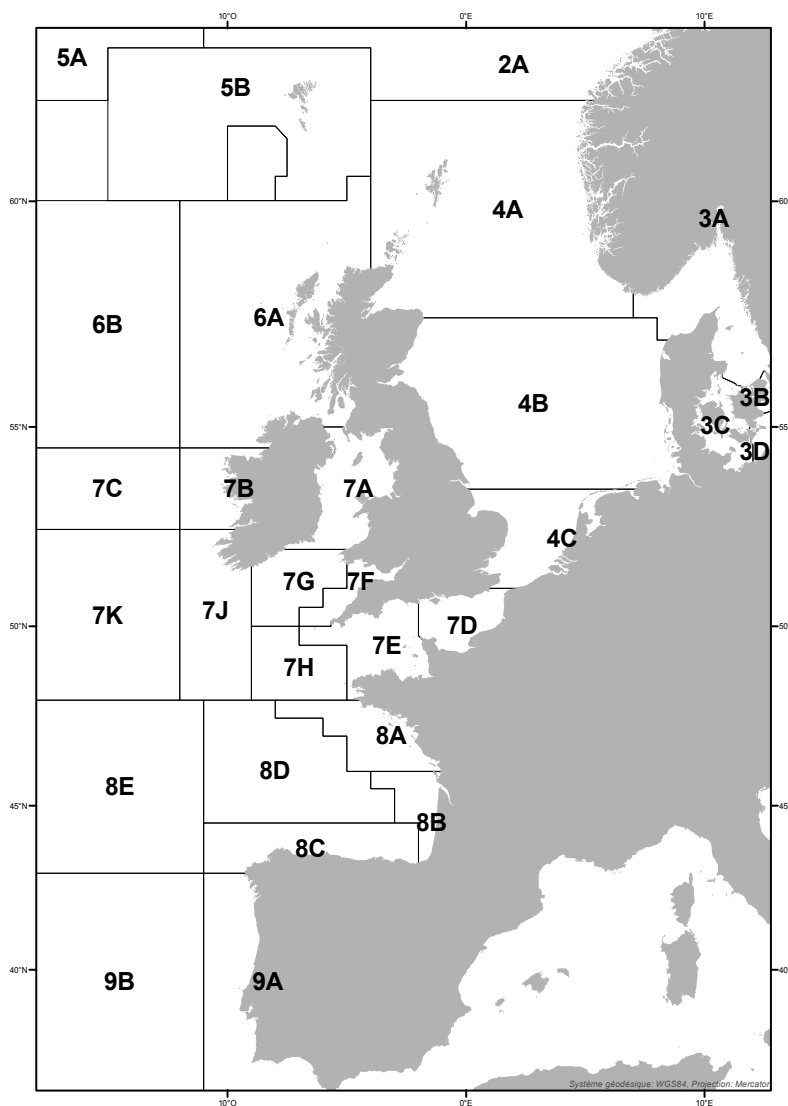 10°O 0°E 10°E
5A
2A
5B
60°N 60
4A
3A
6B
6A
3B
4B
3C
55°N 55
3D
7C
7B
7A
4C
7G
7F
7J
7K
7D
50°N 50
7E
7H
8A
8D
8E
45°N 45
8B
8C
40°N 40
9B
9A
Système géodésique: WGS84, Projection: Mercator
10°O 0°E 10°E